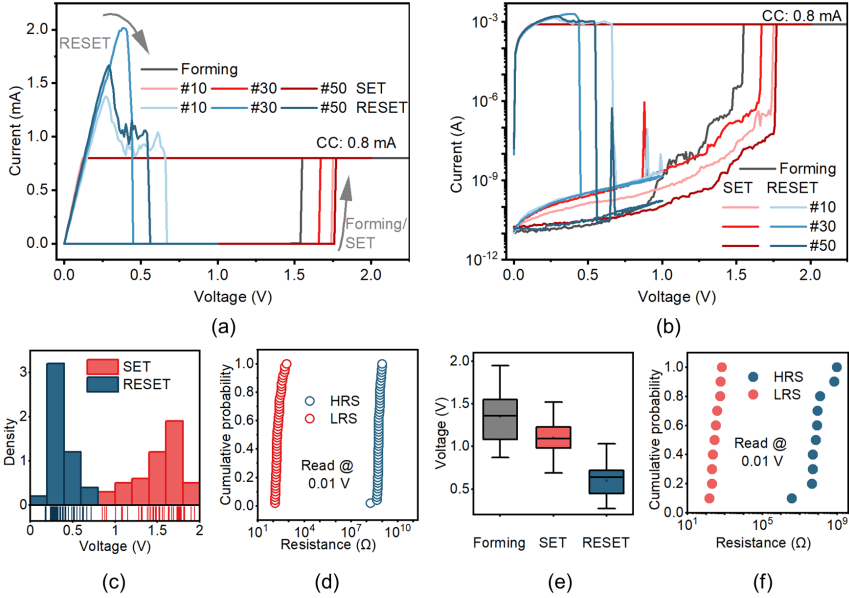 RESET
Forming
#10 #30 #50 SET
#10 #30 #50 RESET
CC: 0.8 mA
Forming/
SET
Current (mA)
2.0
1.5
1.0
0.5
0.0
0.0 0.5 1.0 1.5 2.0
Voltage (V)
(a)
CC: 0.8 mA
Current (A)
10⁻³
10⁻⁶
10⁻⁹
10⁻¹²
Forming
SET RESET
#10
#30
#50
0.0 0.5 1.0 1.5 2.0
Voltage (V)
(b)
SET
RESET
Density
3
2
1
0
0 0.5 1 1.5 2
Voltage (V)
(c)
Cumulative probability
1.0
0.8
0.6
0.4
0.2
0.0
HRS
LRS
Read @
0.01 V
10¹ 10⁴ 10⁷ 10¹⁰
Resistance (Ω)
(d)
Voltage (V)
2.0
1.5
1.0
0.5
Forming SET RESET
(e)
Cumulative probability
1.0
0.8
0.6
0.4
0.2
0.0
HRS
LRS
Read @
0.01 V
10¹ 10⁵ 10⁹
Resistance (Ω)
(f)